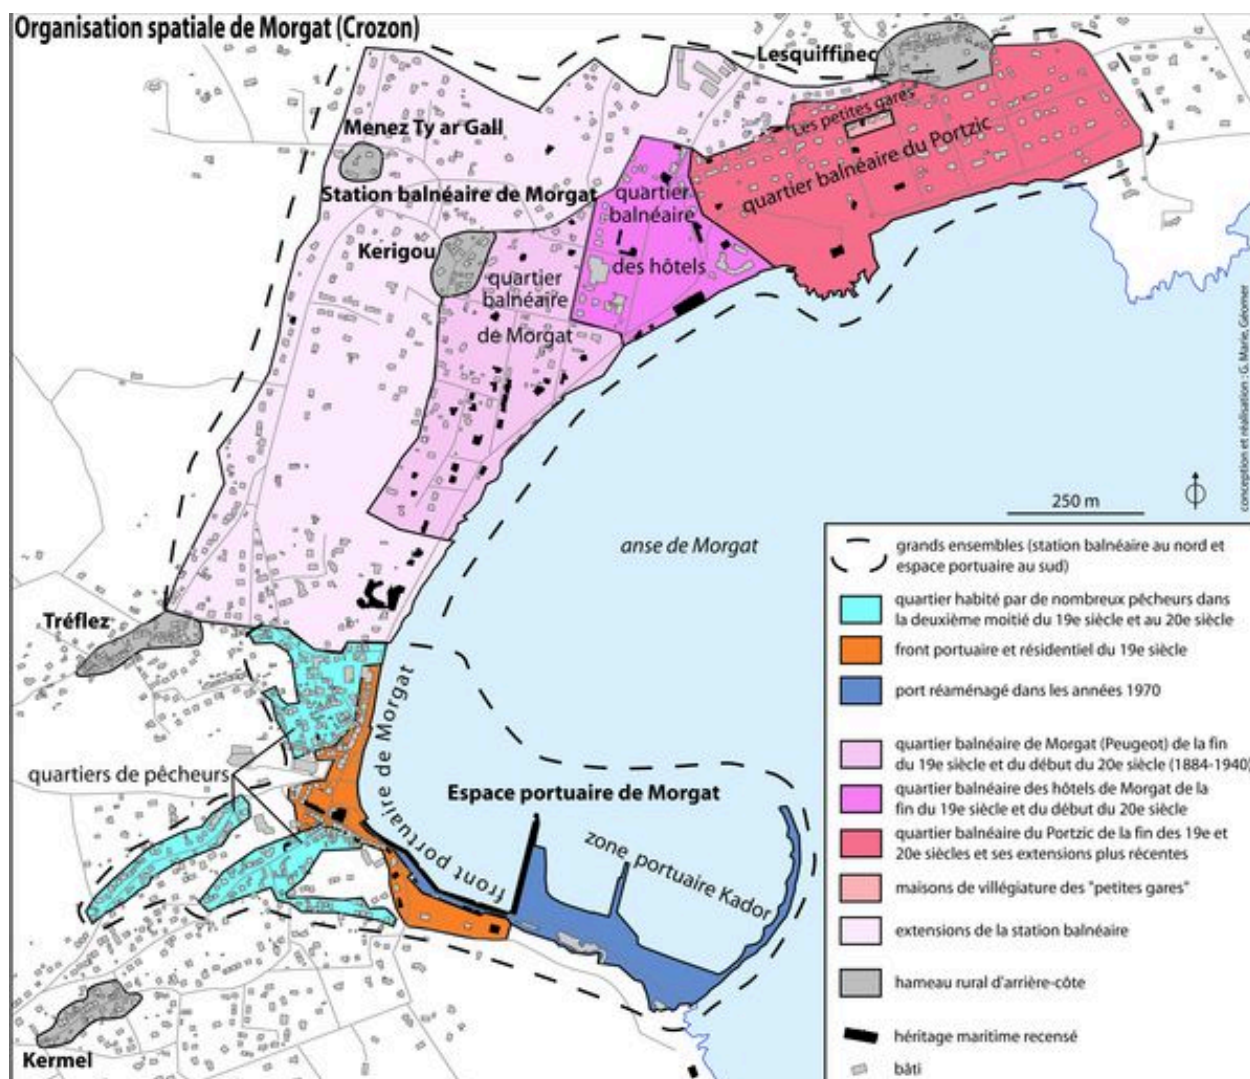 Organisation spatiale de Morgat (Crozon)
Lesquiffinec
"Les petites gares"
quartier balnéaire du Portzic
Menez Ty ar Gall
Station balnéaire de Morgat
quartier
balnéaire
des hôtels
Kerigou
quartier
balnéaire
de Morgat
conception et réalisation : G. Marie, Géomer
250 m
anse de Morgat
Tréflez
front portuaire de Morgat
quartiers de pêcheurs
Espace portuaire de Morgat
zone portuaire Kador
Kermel
grands ensembles (station balnéaire au nord et
espace portuaire au sud)
quartier habité par de nombreux pêcheurs dans
la deuxième moitié du 19e siècle et au 20e siècle
front portuaire et résidentiel du 19e siècle
port réaménagé dans les années 1970
quartier balnéaire de Morgat (Peugeot) de la fin
du 19e siècle et du début du 20e siècle (1884-1940)
quartier balnéaire des hôtels de Morgat de la
fin du 19e siècle et du début du 20e siècle
quartier balnéaire du Portzic de la fin des 19e et
20e siècles et ses extensions plus récentes
maisons de villégiature des "petites gares"
extensions de la station balnéaire
hameau rural d'arrière-côte
héritage maritime recensé
bâti